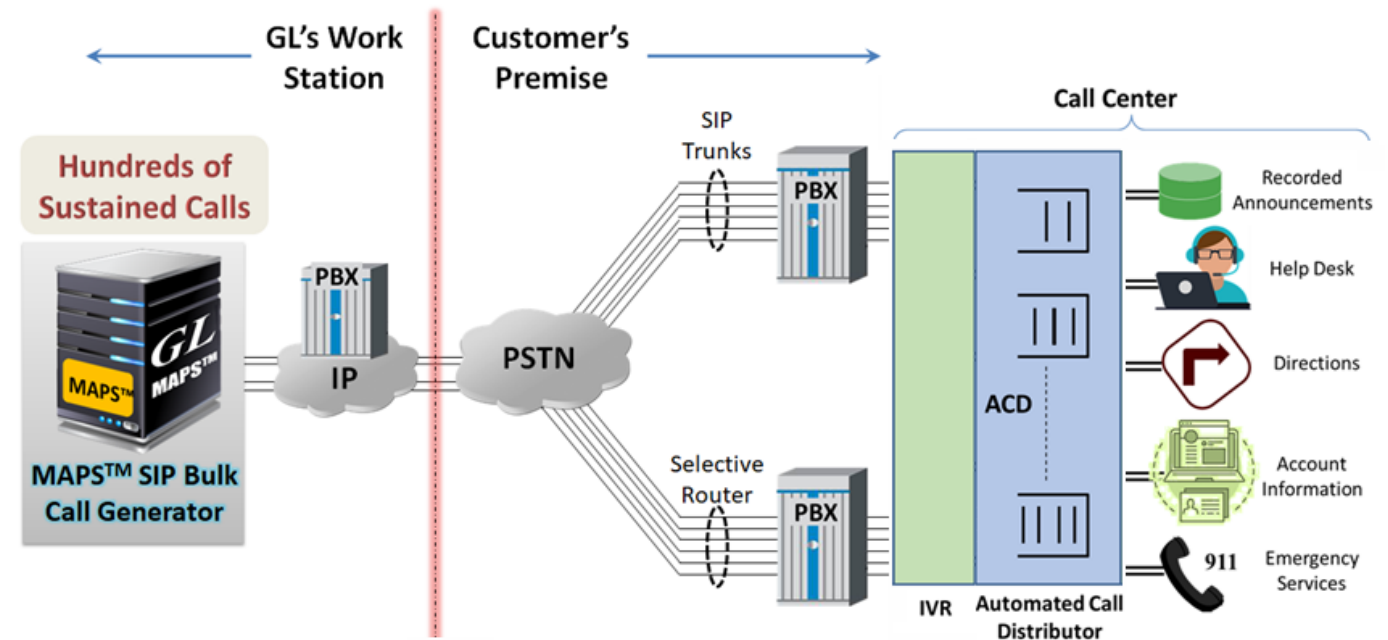 GL's Work
Station
Customer's
Premise
Hundreds of
Sustained Calls
GL
MAPS™
MAPS™
MAPS™ SIP Bulk
Call Generator
PBX
IP
PSTN
SIP
Trunks
PBX
Selective
Router
PBX
Call Center
ACD
IVR
Automated Call
Distributor
Recorded
Announcements
Help Desk
Directions
Account
Information
911
Emergency
Services